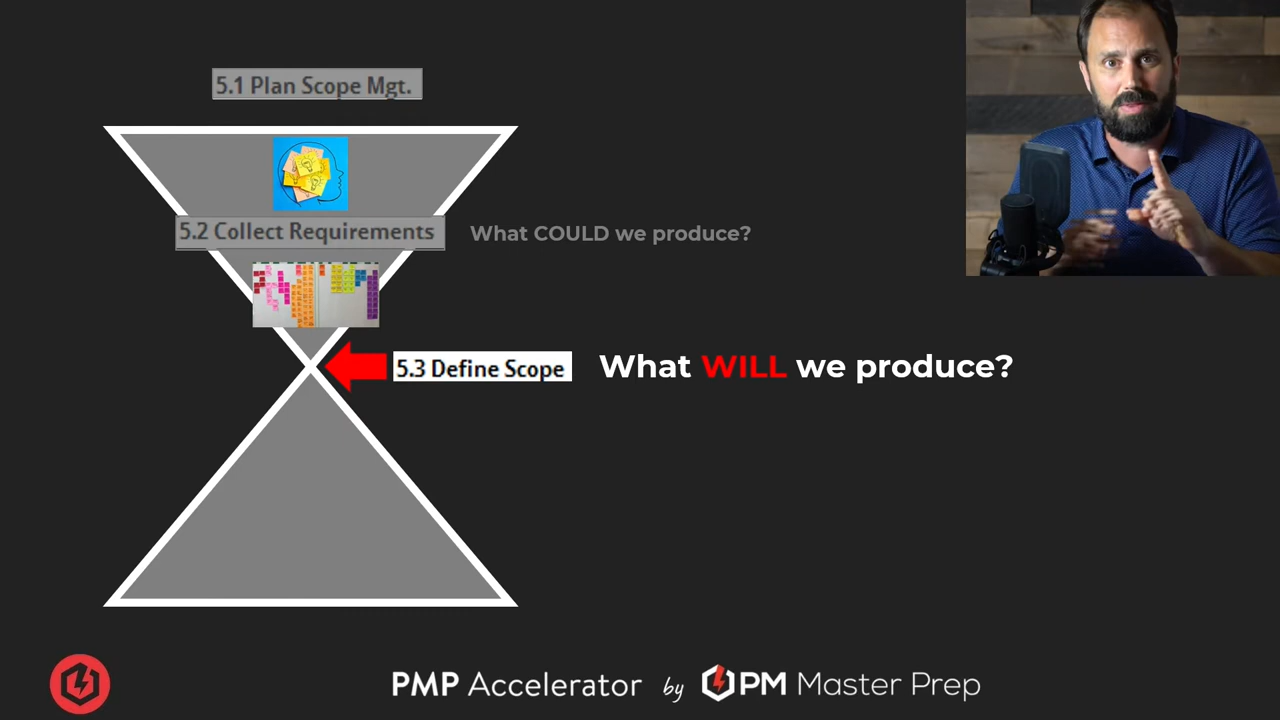 5.1 Plan Scope Mgt.
5.2 Collect Requirements
What COULD we produce?
5.3 Define Scope
What WILL we produce?
PMP Accelerator by PM Master Prep